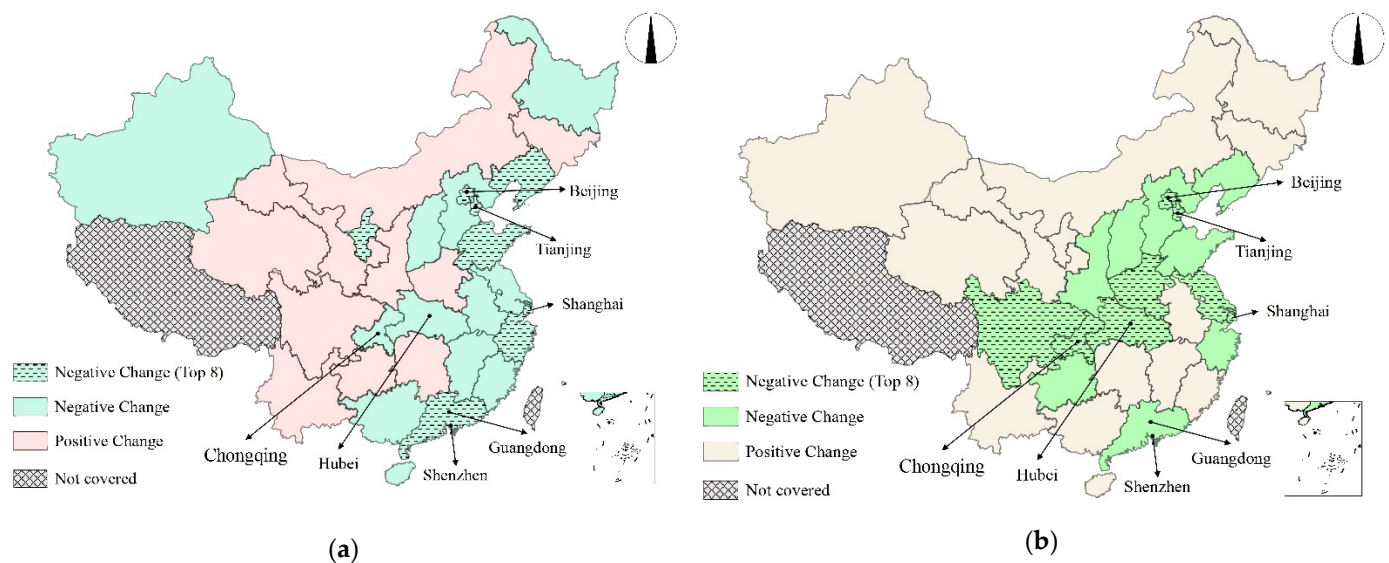 Beijing
Tianjing
Shanghai
Negative Change (Top 8)
Negative Change
Positive Change
Not covered
Chongqing
Hubei
Shenzhen
Guangdong
(a)
Beijing
Tianjing
Shanghai
Negative Change (Top 8)
Negative Change
Positive Change
Not covered
Chongqing
Hubei
Shenzhen
Guangdong
(b)